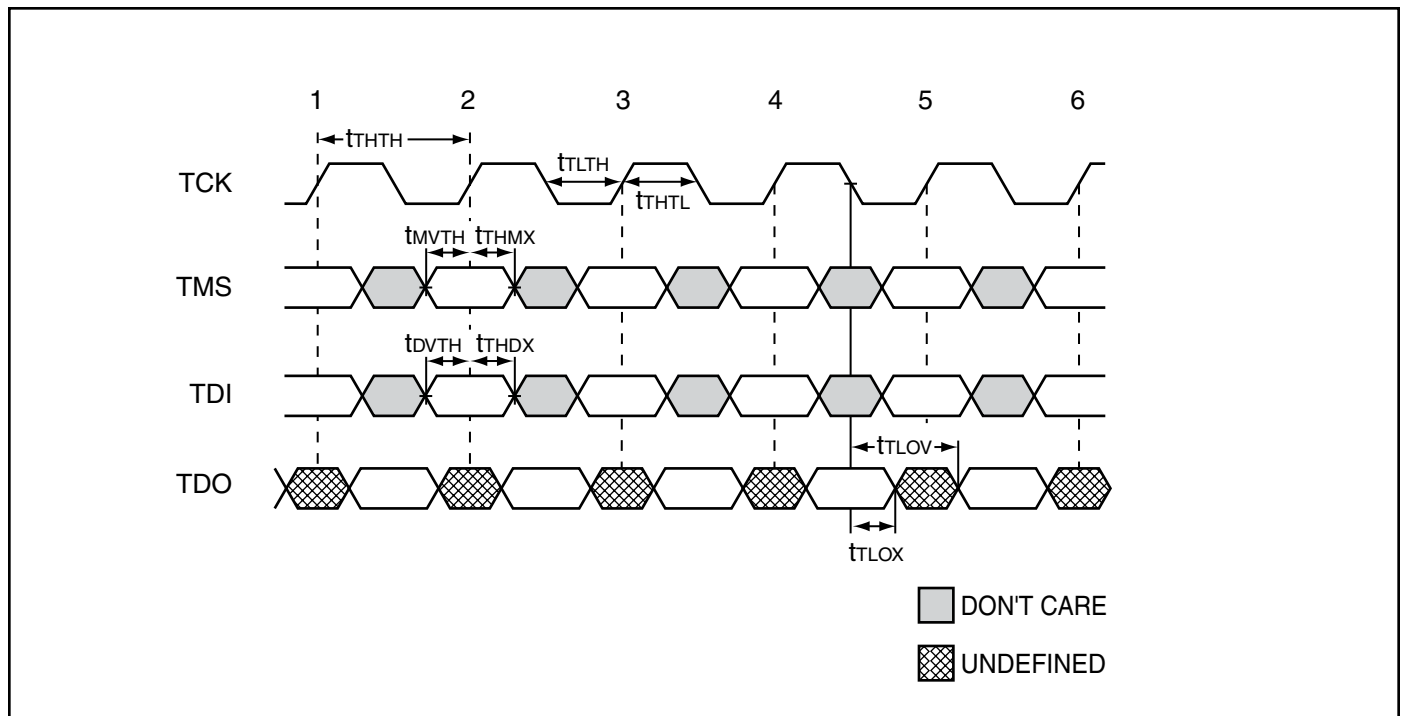 1 2 3 4 5 6
tTHTH
TCK
tTLTH
tTHTL
tMVTH tTHMX
TMS
tDVTH tTHDX
TDI
tTLOV
TDO
tTLOX
DON'T CARE
UNDEFINED